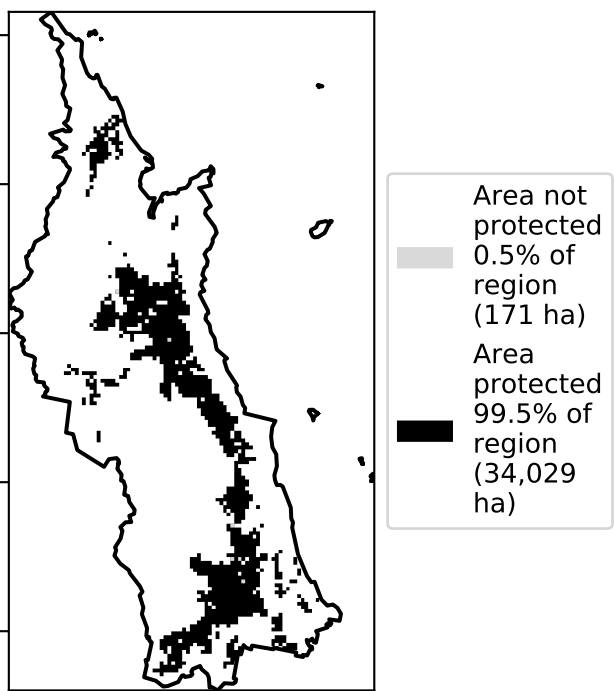 Area not
protected
0.5% of
region
(171 ha)
Area
protected
99.5% of
region
(34,029
ha)